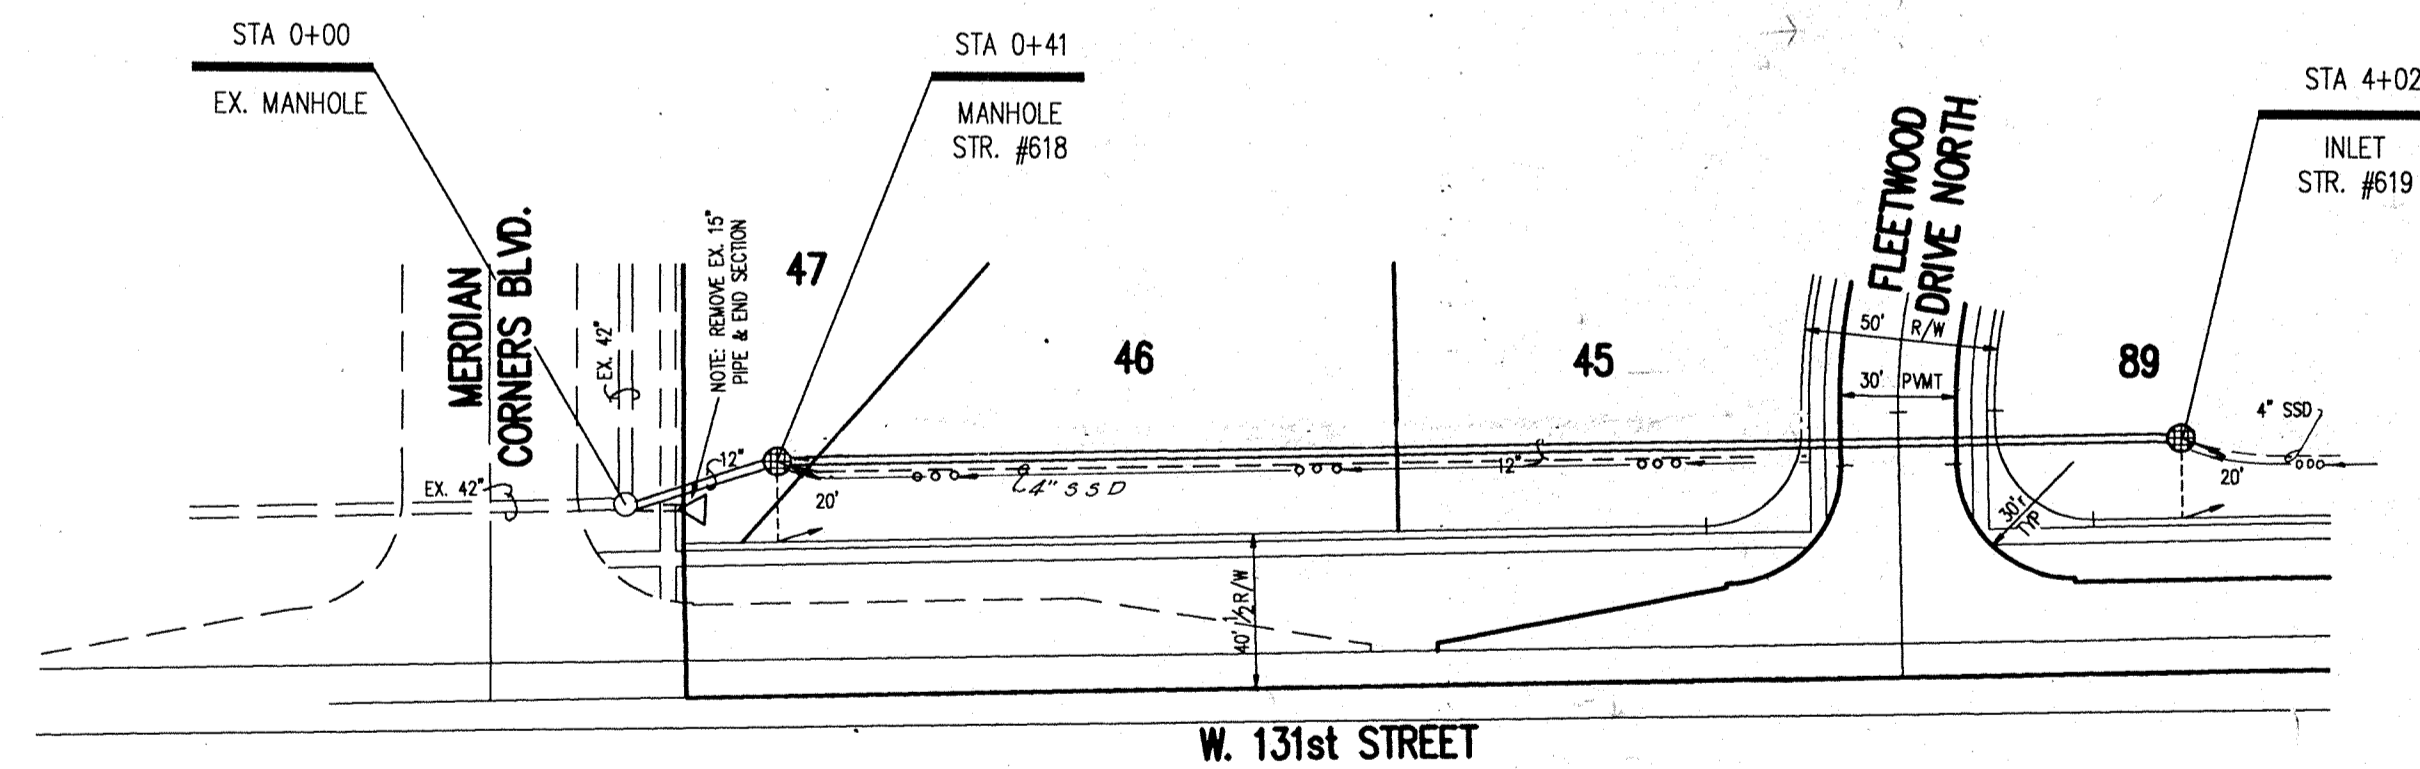 STA 0+00
EX. MANHOLE
STA 0+41
MANHOLE
STR. #618
STA 4+02
INLET
STR. #619
MERDIAN
CORNERS BLVD.
EX. 42"
NOTE: REMOVE EX. 15"
PIPE & END SECTION
47
46
45
FLEETWOOD
DRIVE NORTH
50' R/W
30' PVMT
89
4" SSD
EX. 42"
12"
20'
4" SSD
12"
20'
30'r
TYP
40' 1/2 R/W
W. 131st STREET